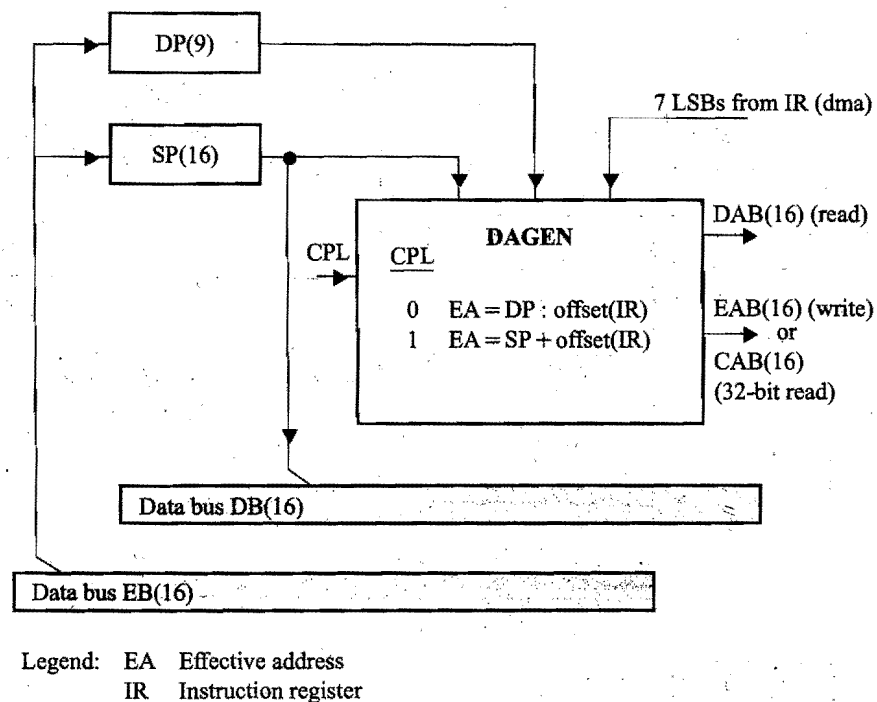 DP(9)
7 LSBs from IR (dma)
SP(16)
DAGEN
DAB(16) (read)
CPL
CPL
0 EA = DP : offset(IR)
1 EA = SP + offset(IR)
EAB(16) (write)
or
CAB(16)
(32-bit read)
Data bus DB(16)
Data bus EB(16)
Legend: EA Effective address
IR Instruction register